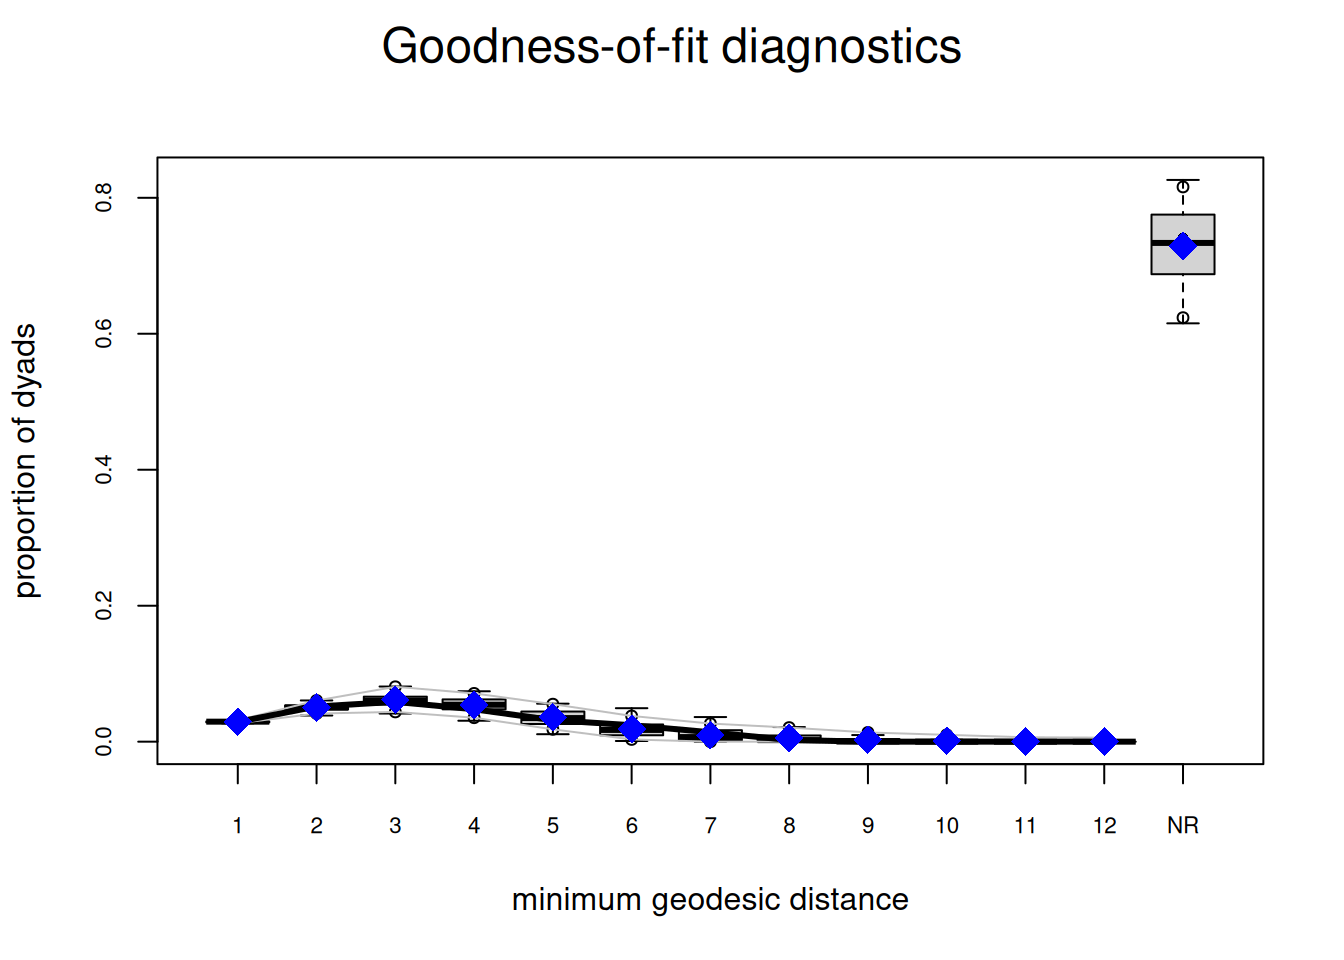 Goodness-of-fit diagnostics
proportion of dyads
0.8
0.6
0.4
0.2
0.0
1 2 3 4 5 6 7 8 9 10 11 12 NR
minimum geodesic distance